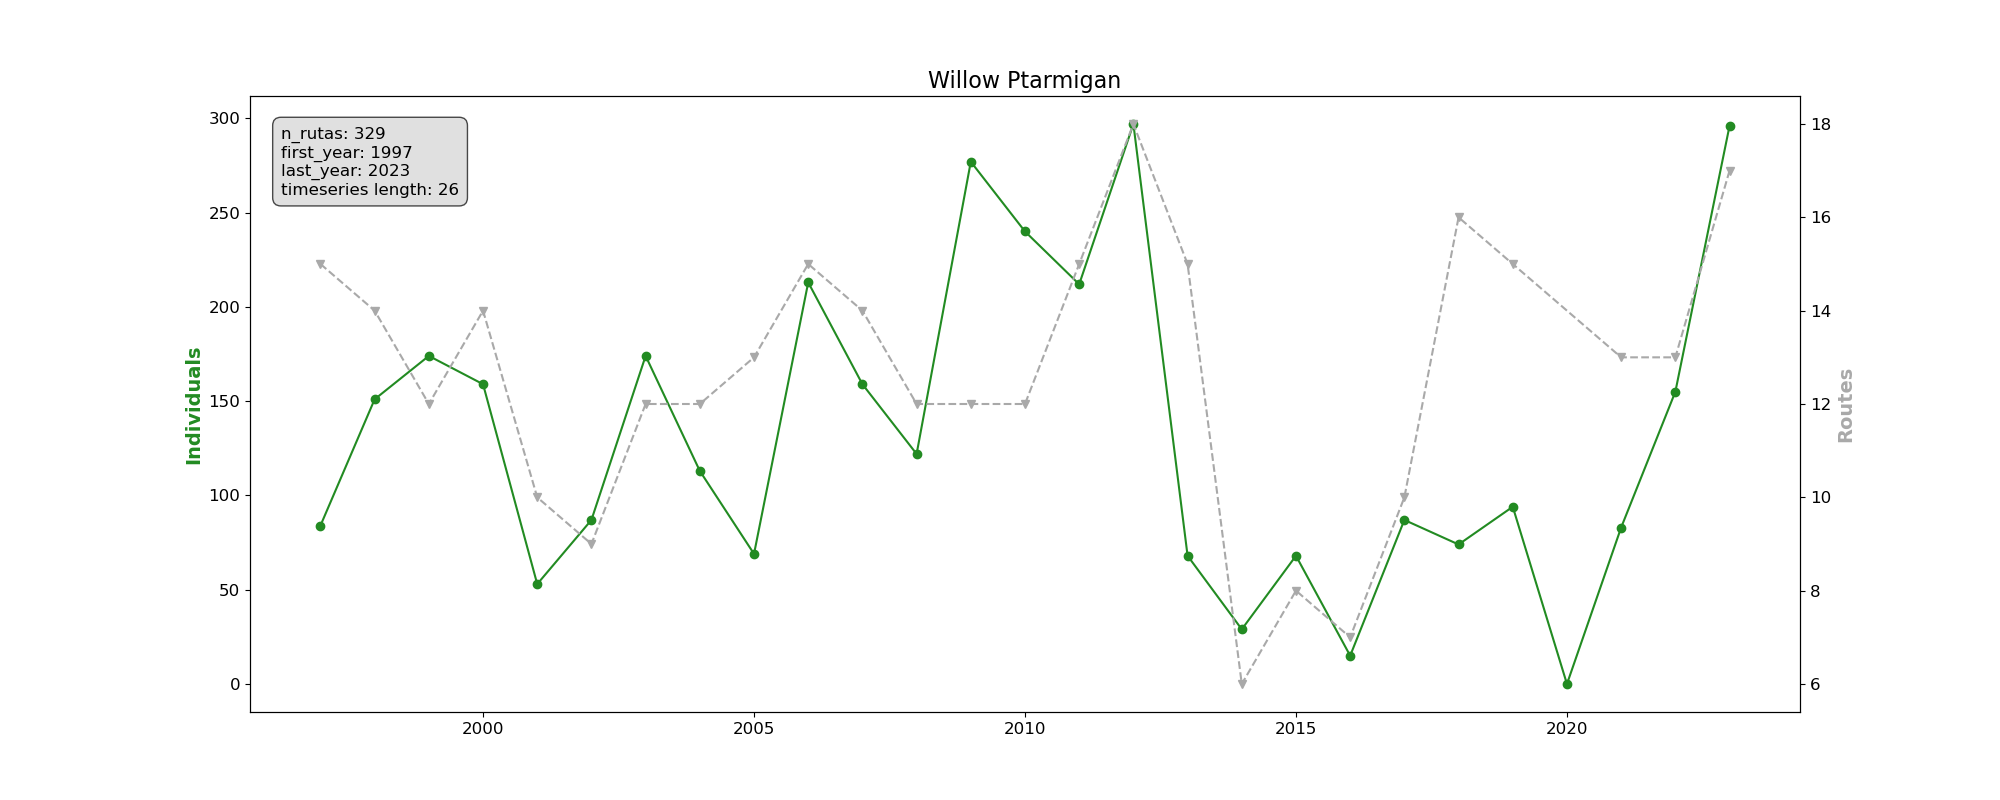 Willow Ptarmigan
n_rutas: 329
first_year: 1997
last_year: 2023
timeseries length: 26
300
250
200
150
100
50
0
Individuals
18
16
14
12
10
8
6
Routes
2000 2005 2010 2015 2020